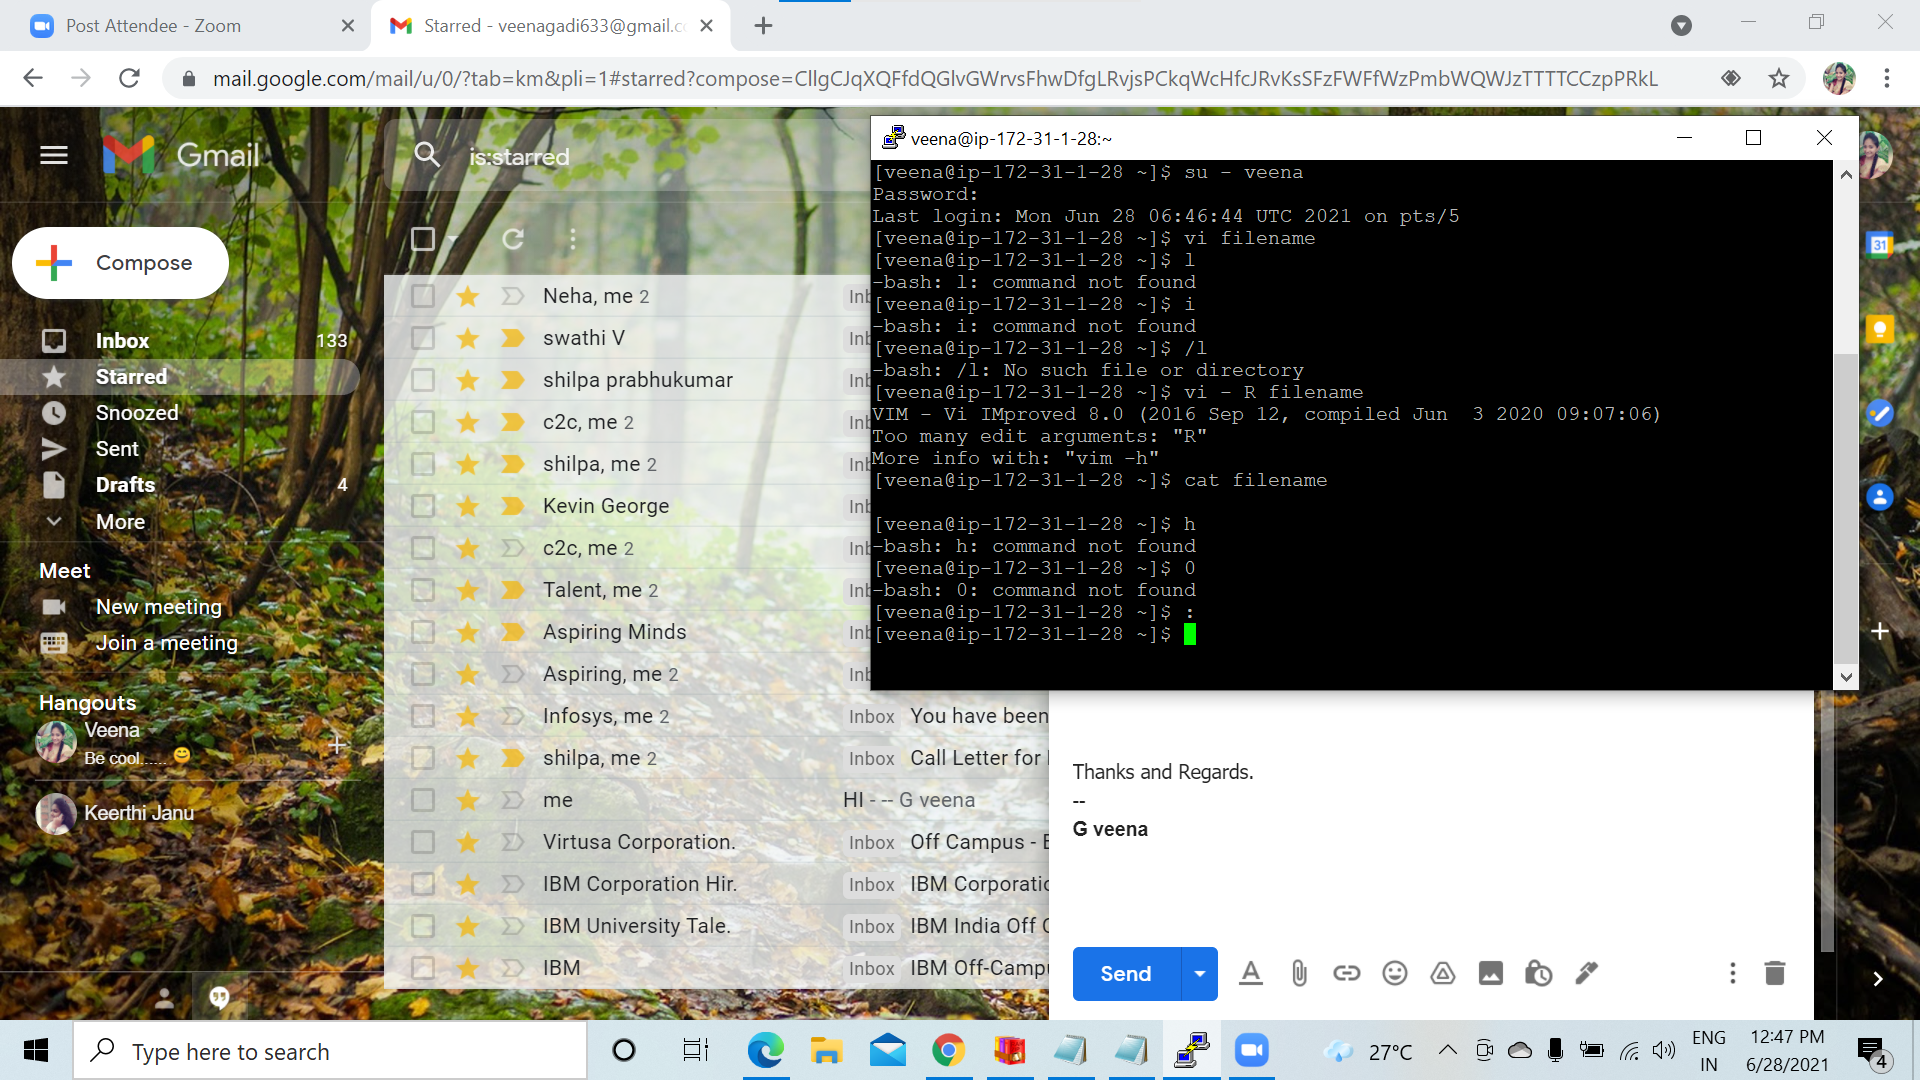 Post Attendee - Zoom
Starred - veenagadi633@gmail.c
mail.google.com/mail/u/0/?tab=km&pli=1#starred?compose=CllgCJqXQFfdQGlvGWrvsFhwDfgLRvjsPCkqWcHfcJRvKsSFzFWFfWzPmbWQWJzTTTTCCzpPRkL
Gmail
is:starred
Compose
Inbox 133
Starred
Snoozed
Sent
Drafts 4
More
Meet
New meeting
Join a meeting
Hangouts
Veena
Be cool......
Keerthi Janu
Neha, me 2
swathi V
shilpa prabhukumar
c2c, me 2
shilpa, me 2
Kevin George
c2c, me 2
Talent, me 2
Aspiring Minds
Aspiring, me 2
Infosys, me 2 Inbox You have been
shilpa, me 2 Inbox Call Letter for
me HI - -- G veena
Virtusa Corporation. Inbox Off Campus -
IBM Corporation Hir. Inbox IBM Corporatic
IBM University Tale. Inbox IBM India Off
IBM Inbox IBM Off-Campu
veena@ip-172-31-1-28:~
[veena@ip-172-31-1-28 ~]$ su - veena
Password:
Last login: Mon Jun 28 06:46:44 UTC 2021 on pts/5
[veena@ip-172-31-1-28 ~]$ vi filename
[veena@ip-172-31-1-28 ~]$ l
-bash: l: command not found
[veena@ip-172-31-1-28 ~]$ i
-bash: i: command not found
[veena@ip-172-31-1-28 ~]$ /l
-bash: /l: No such file or directory
[veena@ip-172-31-1-28 ~]$ vi - R filename
VIM - Vi IMproved 8.0 (2016 Sep 12, compiled Jun  3 2020 09:07:06)
Too many edit arguments: "R"
More info with: "vim -h"
[veena@ip-172-31-1-28 ~]$ cat filename
[veena@ip-172-31-1-28 ~]$ h
-bash: h: command not found
[veena@ip-172-31-1-28 ~]$ 0
-bash: 0: command not found
[veena@ip-172-31-1-28 ~]$ :
[veena@ip-172-31-1-28 ~]$
31
Thanks and Regards.
--
G veena
Send
Type here to search
27°C
ENG
IN
12:47 PM
6/28/2021
4